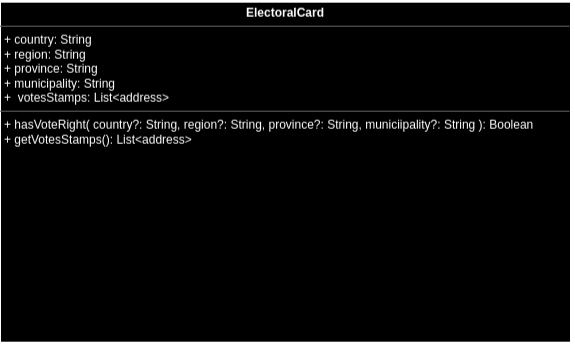 ElectoralCard
+ country: String
+ region: String
+ province: String
+ municipality: String
+  votesStamps: List<address>
+ hasVoteRight( country?: String, region?: String, province?: String, municiipality?: String ): Boolean
+ getVotesStamps(): List<address>